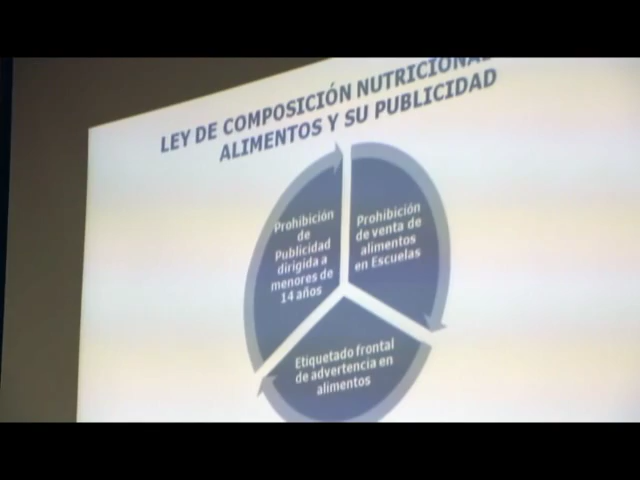 LEY DE COMPOSICIÓN NUTRICIONAL
ALIMENTOS Y SU PUBLICIDAD
Prohibición
de
Publicidad
dirigida a
menores de
14 años
Prohibición
de venta de
alimentos
en Escuelas
Etiquetado frontal
de advertencia en
alimentos